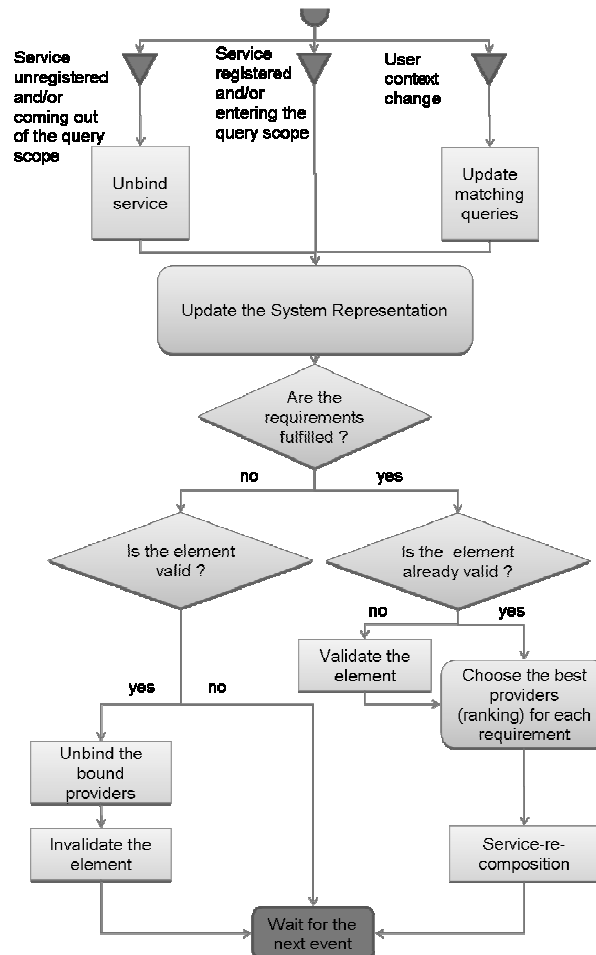 Service
unregistered
and/or
coming out
of the query
scope
Service
registered
and/or
entering the
query scope
User
context
change
Unbind
service
Update
matching
queries
Update the System Representation
Are the
requirements
fulfilled ?
no
yes
Is the element
valid ?
Is the element
already valid ?
no
yes
Validate the
element
Choose the best
providers
(ranking) for each
requirement
yes
no
Unbind the
bound
providers
Invalidate the
element
Service-re-
composition
Wait for the
next event